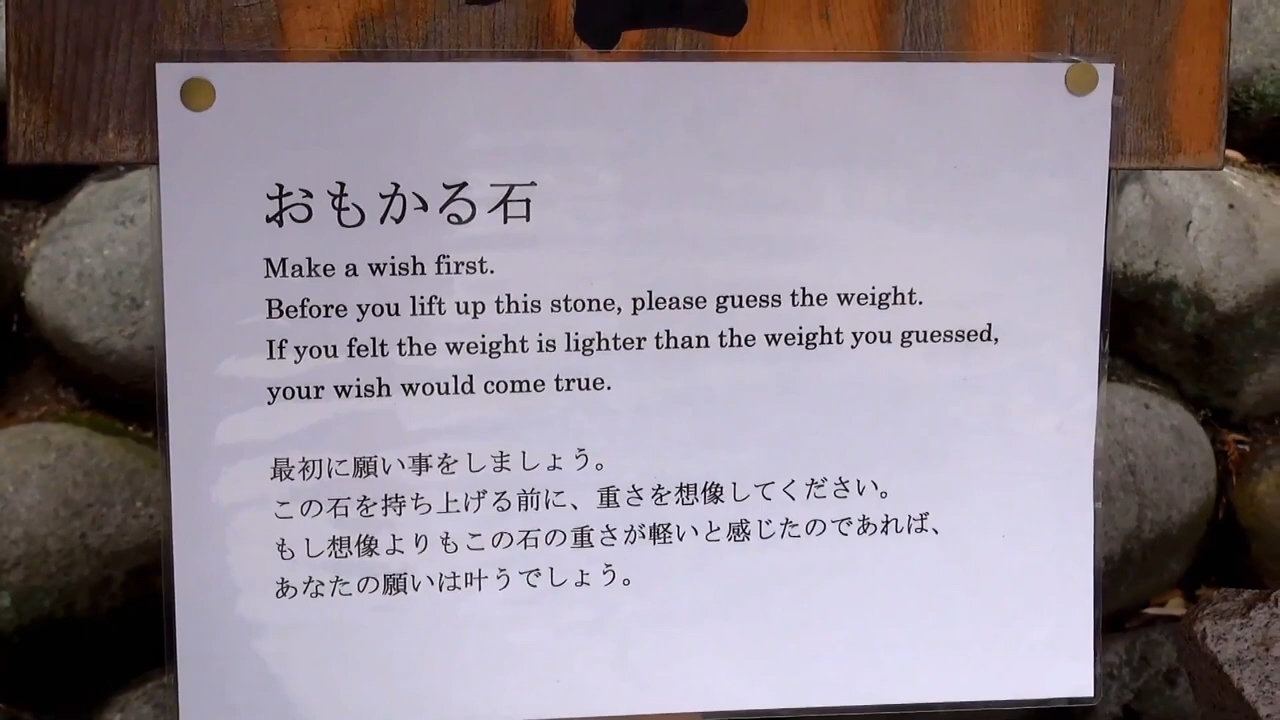 おもかる石
Make a wish first.
Before you lift up this stone, please guess the weight.
If you felt the weight is lighter than the weight you guessed,
your wish would come true.
最初に願い事をしましょう。
この石を持ち上げる前に、重さを想像してください。
もし想像よりもこの石の重さが軽いと感じたのであれば、
あなたの願いは叶うでしょう。